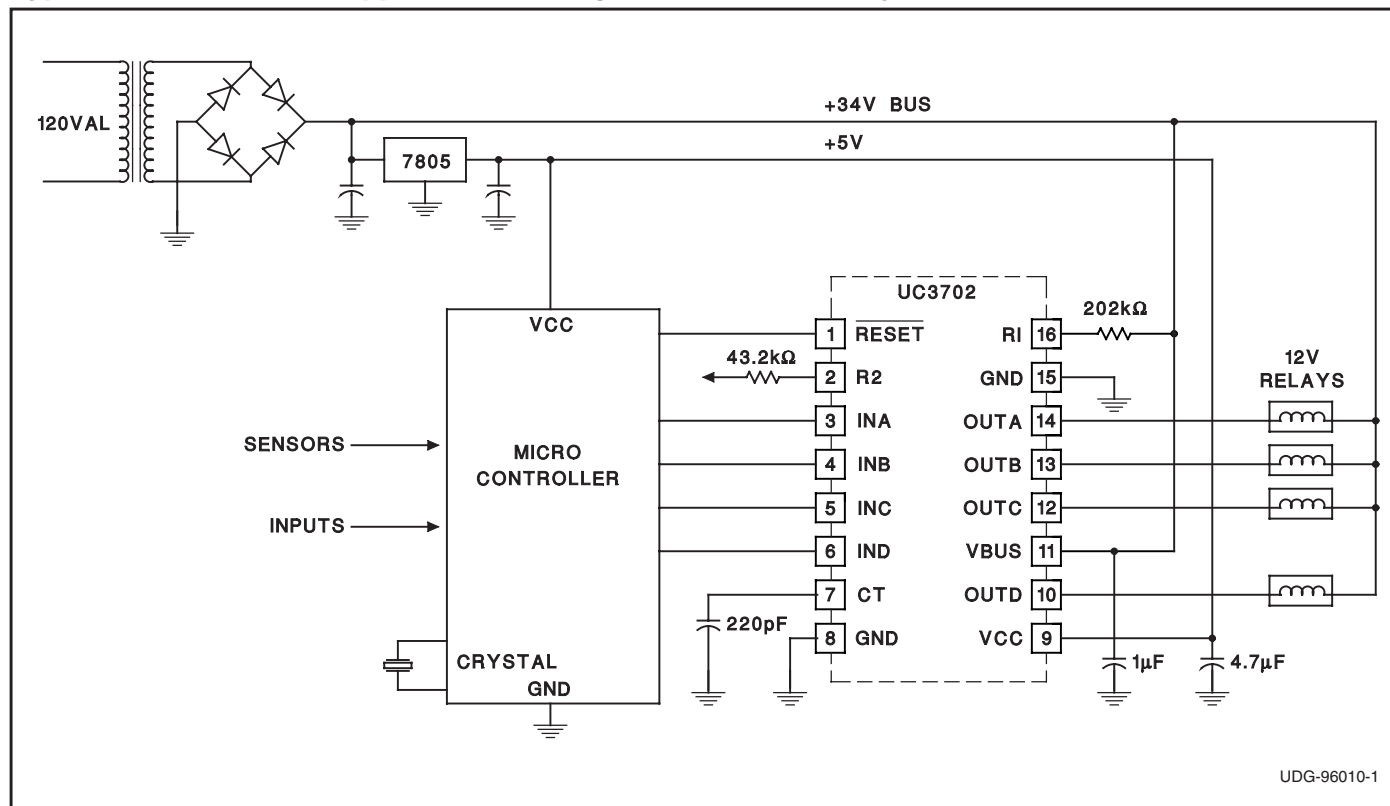 +34V BUS
120VAL
+5V
7805
UC3702
VCC
202kΩ
1 RESET
RI 16
12V
RELAYS
43.2kΩ
2 R2
GND 15
3 INA
OUTA 14
SENSORS
MICRO
CONTROLLER
4 INB
OUTB 13
5 INC
OUTC 12
INPUTS
6 IND
VBUS 11
7 CT
OUTD 10
220pF
8 GND
VCC 9
CRYSTAL
1µF
4.7µF
GND
UDG-96010-1